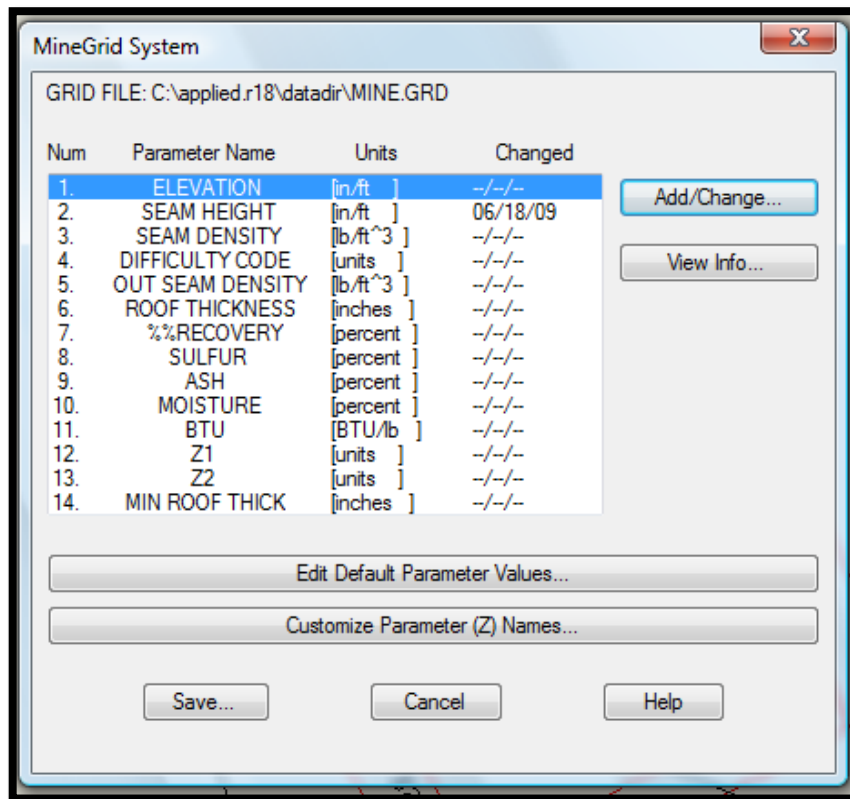 MineGrid System
GRID FILE: C:\applied.r18\datadir\MINE.GRD
Num Parameter Name Units Changed
1. ELEVATION [in/ft ] --/--/--
2. SEAM HEIGHT [in/ft ] 06/18/09
3. SEAM DENSITY [lb/ft^3 ] --/--/--
4. DIFFICULTY CODE [units ] --/--/--
5. OUT SEAM DENSITY [lb/ft^3 ] --/--/--
6. ROOF THICKNESS [inches ] --/--/--
7. %%RECOVERY [percent ] --/--/--
8. SULFUR [percent ] --/--/--
9. ASH [percent ] --/--/--
10. MOISTURE [percent ] --/--/--
11. BTU [BTU/lb ] --/--/--
12. Z1 [units ] --/--/--
13. Z2 [units ] --/--/--
14. MIN ROOF THICK [inches ] --/--/--
Add/Change...
View Info...
Edit Default Parameter Values...
Customize Parameter (Z) Names...
Save... Cancel Help